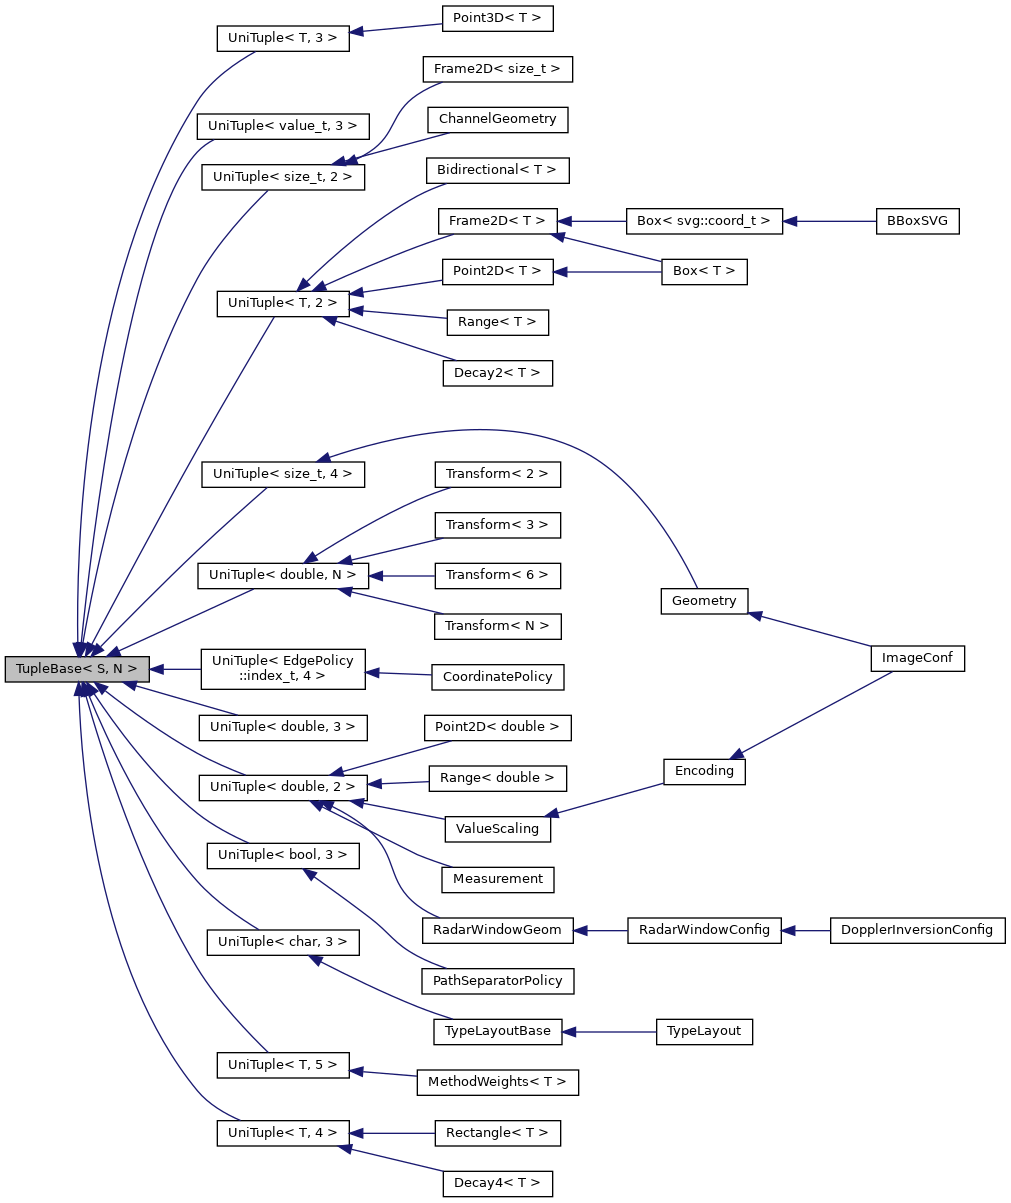 Point3D< T >
UniTuple< T, 3 >
Frame2D< size_t >
UniTuple< value_t, 3 >
ChannelGeometry
UniTuple< size_t, 2 >
Bidirectional< T >
Frame2D< T >
Box< svg::coord_t >
BBoxSVG
Point2D< T >
Box< T >
UniTuple< T, 2 >
Range< T >
Decay2< T >
UniTuple< size_t, 4 >
Transform< 2 >
Transform< 3 >
UniTuple< double, N >
Transform< 6 >
Geometry
Transform< N >
TupleBase< S, N >
UniTuple< EdgePolicy
::index_t, 4 >
CoordinatePolicy
ImageConf
UniTuple< double, 3 >
Point2D< double >
UniTuple< double, 2 >
Range< double >
Encoding
ValueScaling
UniTuple< bool, 3 >
Measurement
RadarWindowGeom
RadarWindowConfig
DopplerInversionConfig
UniTuple< char, 3 >
PathSeparatorPolicy
TypeLayoutBase
TypeLayout
UniTuple< T, 5 >
MethodWeights< T >
UniTuple< T, 4 >
Rectangle< T >
Decay4< T >